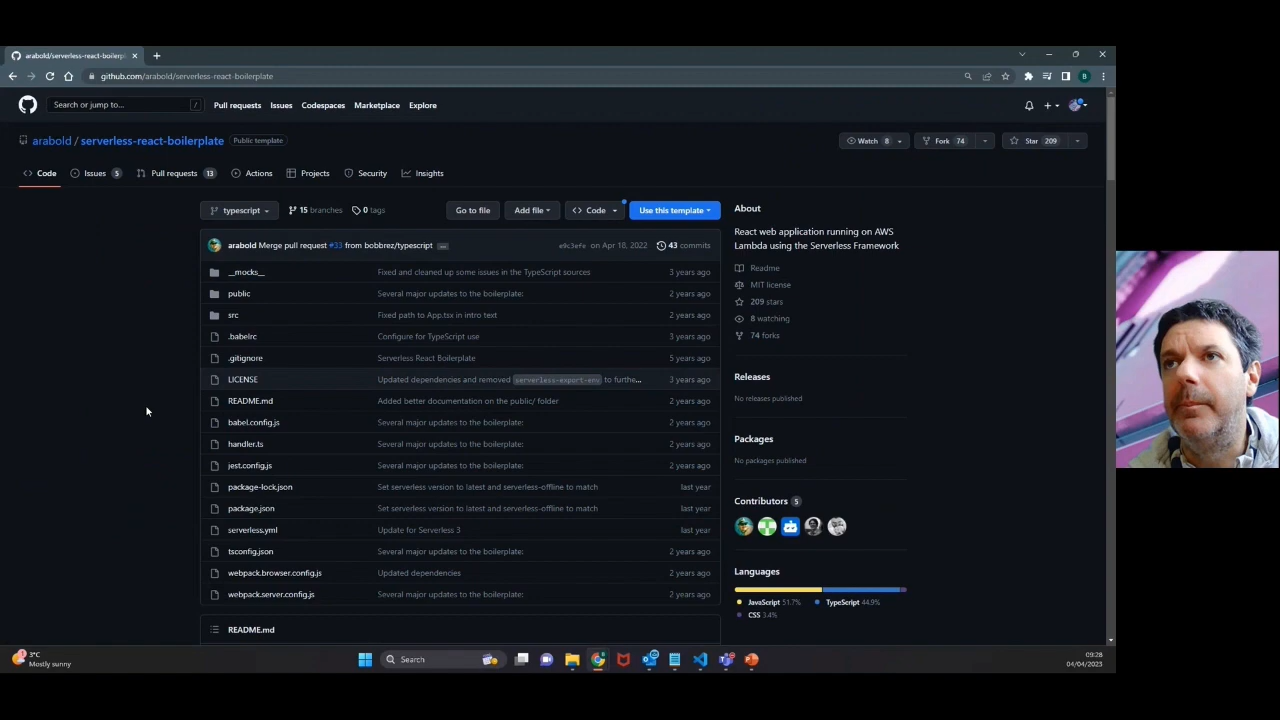 arabold/serverless-react-boilerp
github.com/arabold/serverless-react-boilerplate
B
Search or jump to...
/
Pull requests
Issues
Codespaces
Marketplace
Explore
arabold / serverless-react-boilerplate
Public template
Watch 8
Fork 74
Star 209
Code
Issues 5
Pull requests 13
Actions
Projects
Security
Insights
typescript
15 branches
0 tags
Go to file
Add file
Code
Use this template
arabold Merge pull request #33 from bobbrez/typescript ...
e9c3efe on Apr 18, 2022
43 commits
__mocks__ Fixed and cleaned up some issues in the TypeScript sources 3 years ago
public Several major updates to the boilerplate: 2 years ago
src Fixed path to App.tsx in intro text 2 years ago
.babelrc Configure for TypeScript use 3 years ago
.gitignore Serverless React Boilerplate 5 years ago
LICENSE Updated dependencies and removed serverless-export-env to furthe... 3 years ago
README.md Added better documentation on the public/ folder 2 years ago
babel.config.js Several major updates to the boilerplate: 2 years ago
handler.ts Several major updates to the boilerplate: 2 years ago
jest.config.js Several major updates to the boilerplate: 2 years ago
package-lock.json Set serverless version to latest and serverless-offline to match last year
package.json Set serverless version to latest and serverless-offline to match last year
serverless.yml Update for Serverless 3 last year
tsconfig.json Several major updates to the boilerplate: 2 years ago
webpack.browser.config.js Updated dependencies 2 years ago
webpack.server.config.js Several major updates to the boilerplate: 2 years ago
README.md
About
React web application running on AWS
Lambda using the Serverless Framework
Readme
MIT license
209 stars
8 watching
74 forks
Releases
No releases published
Packages
No packages published
Contributors 5
Languages
JavaScript 51.7%
TypeScript 44.9%
CSS 3.4%
1
3°C
Mostly sunny
Search
09:28
04/04/2023